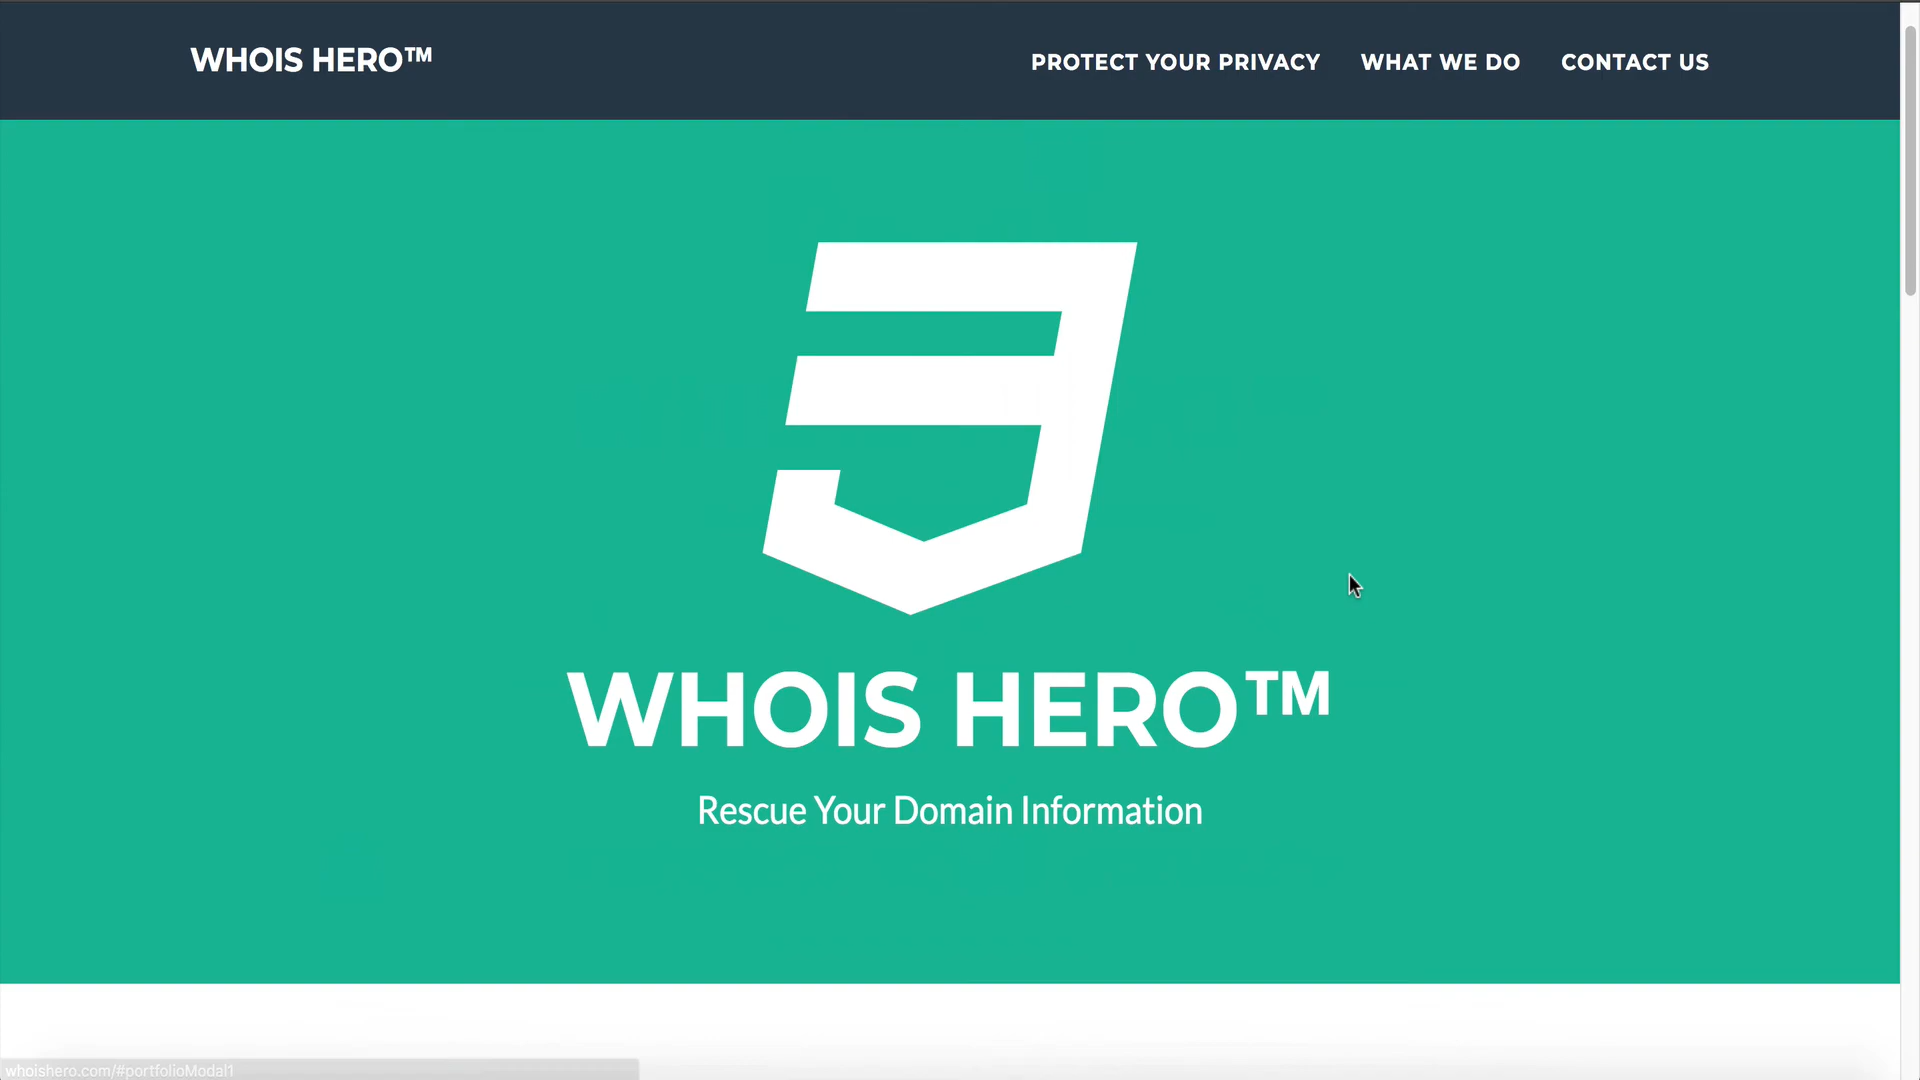 WHOIS HERO™
PROTECT YOUR PRIVACY WHAT WE DO CONTACT US
WHOIS HERO™
Rescue Your Domain Information
whoishero.com/#portfolioModal1